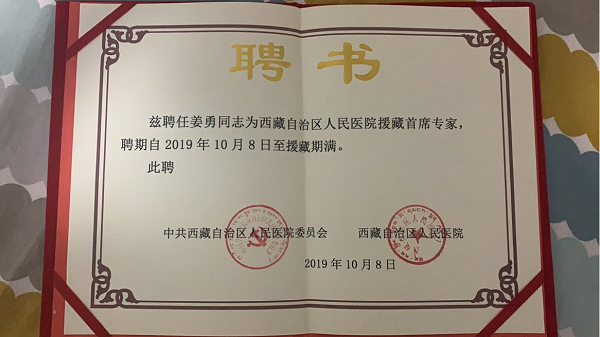 聘书
兹聘任姜勇同志为西藏自治区人民医院援藏首席专家，
聘期自2019年10月8日至援藏期满。
此聘
中共西藏自治区人民医院委员会 西藏自治区人民医院
2019年10月8日